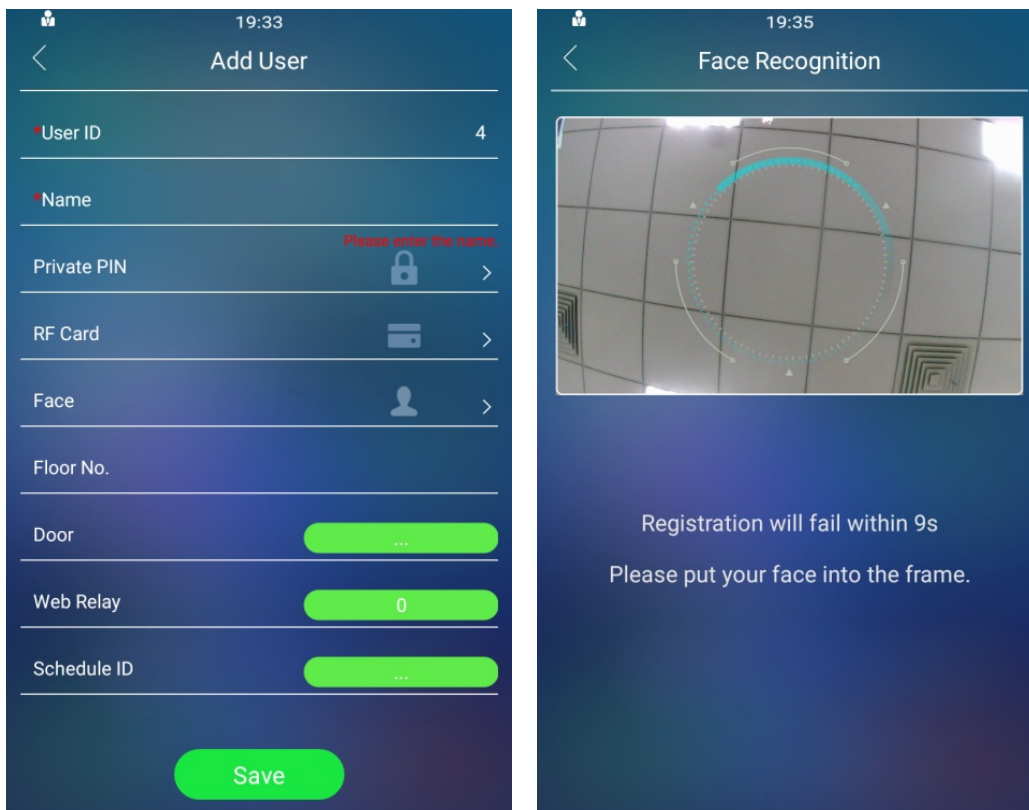 19:33
Add User
*User ID 4
*Name
Please enter the name.
Private PIN
RF Card
Face
Floor No.
Door ...
Web Relay 0
Schedule ID ...
Save
19:35
Face Recognition
Registration will fail within 9s
Please put your face into the frame.